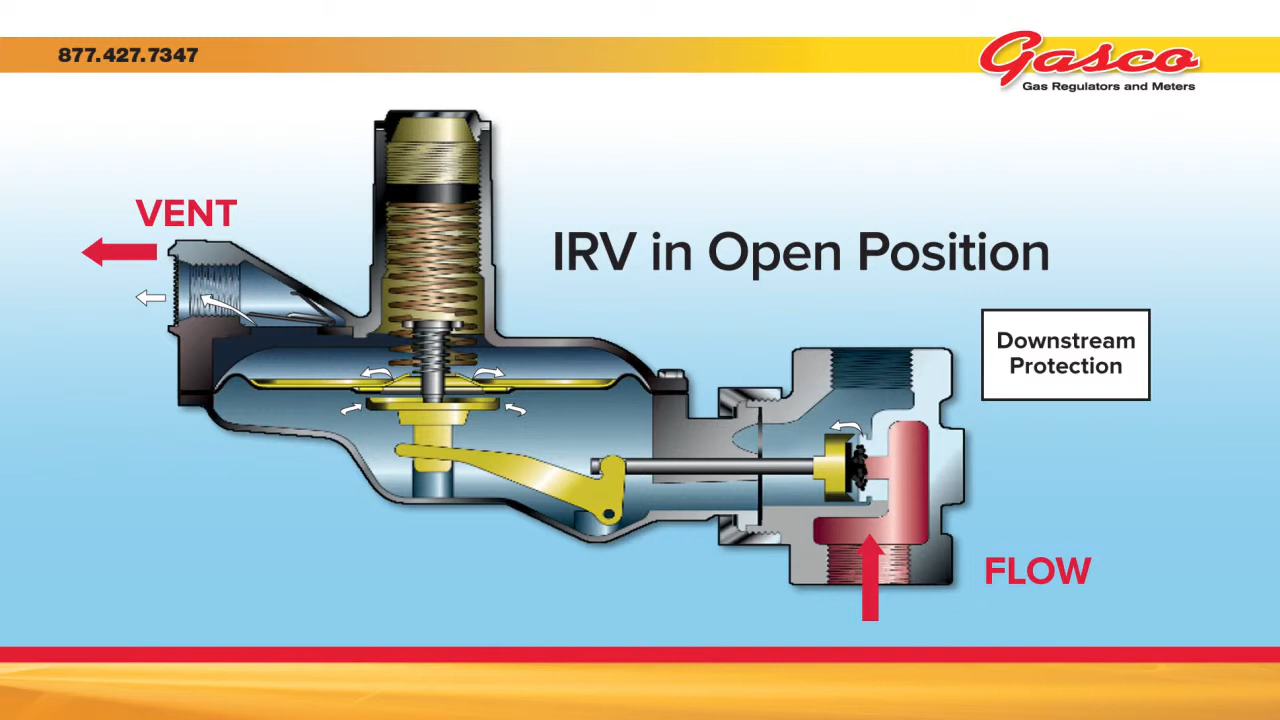 877.427.7347
Gasco
Gas Regulators and Meters
VENT
IRV in Open Position
Downstream
Protection
FLOW